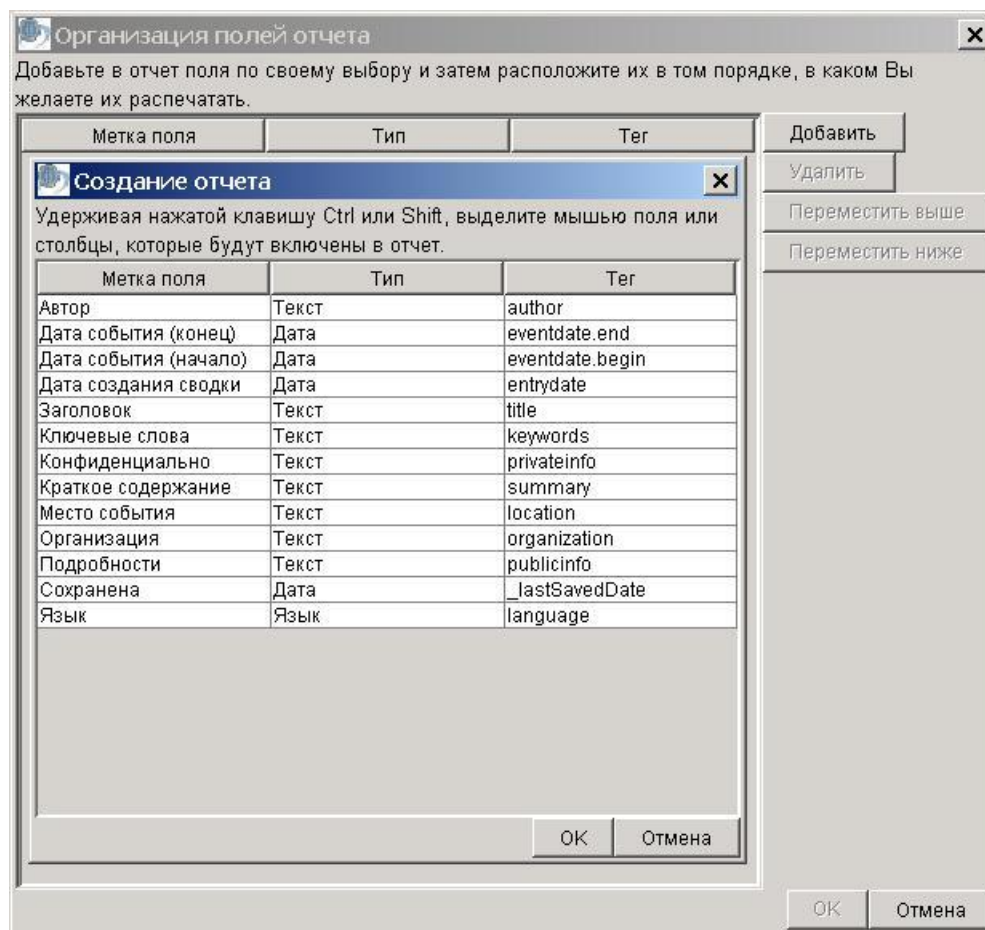 Организация полей отчета
Добавьте в отчет поля по своему выбору и затем расположите их в том порядке, в каком Вы
желаете их распечатать.
Метка поля Тип Тег
Добавить
Удалить
Переместить выше
Переместить ниже
Создание отчета
Удерживая нажатой клавишу Ctrl или Shift, выделите мышью поля или
столбцы, которые будут включены в отчет.
Метка поля Тип Тег
Автор Текст author
Дата события (конец) Дата eventdate.end
Дата события (начало) Дата eventdate.begin
Дата создания сводки Дата entrydate
Заголовок Текст title
Ключевые слова Текст keywords
Конфиденциально Текст privateinfo
Краткое содержание Текст summary
Место события Текст location
Организация Текст organization
Подробности Текст publicinfo
Сохранена Дата _lastSavedDate
Язык Язык language
OK Отмена
OK Отмена